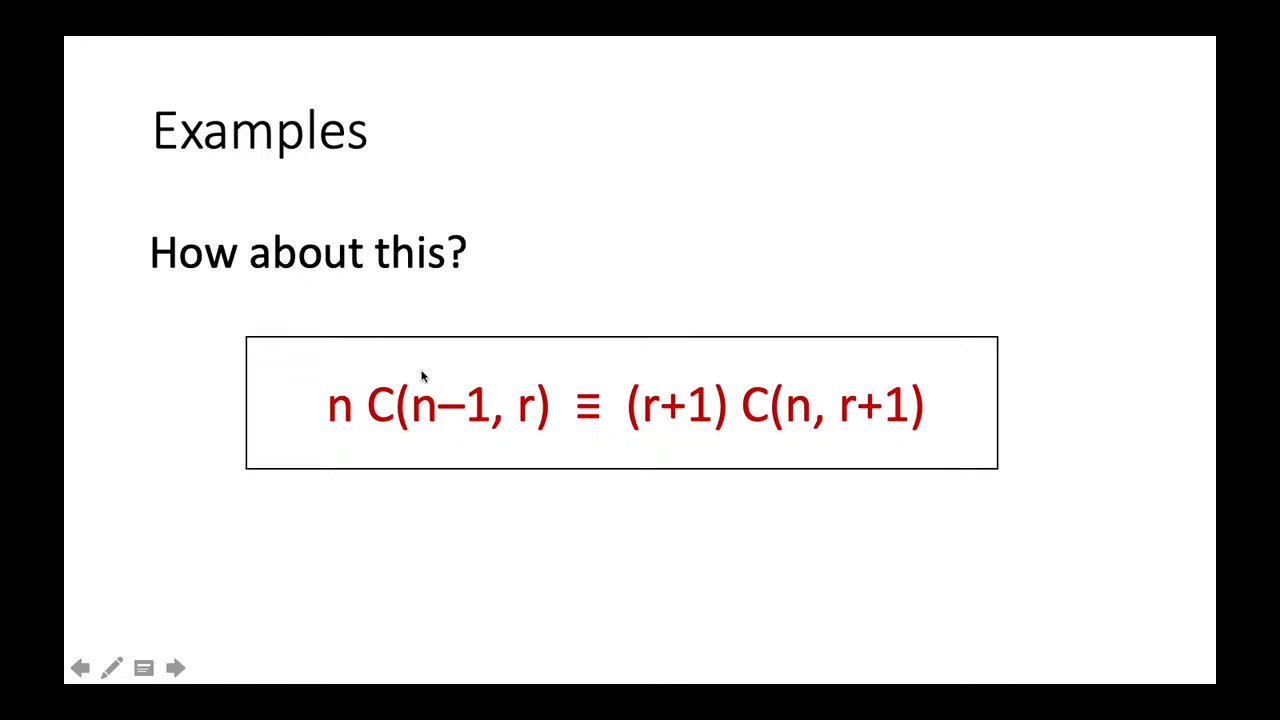 Examples
How about this?
n C(n–1, r) ≡ (r+1) C(n, r+1)